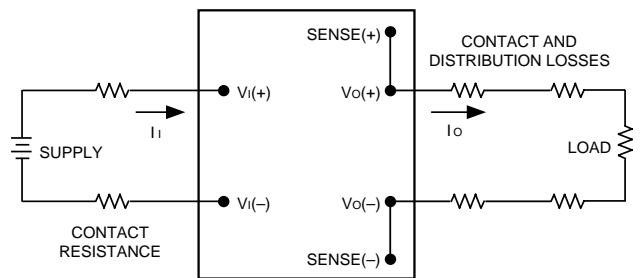 SENSE(+)
CONTACT AND
DISTRIBUTION LOSSES
VI(+)
VO(+)
II
IO
SUPPLY
LOAD
VI(–)
VO(–)
CONTACT
RESISTANCE
SENSE(–)